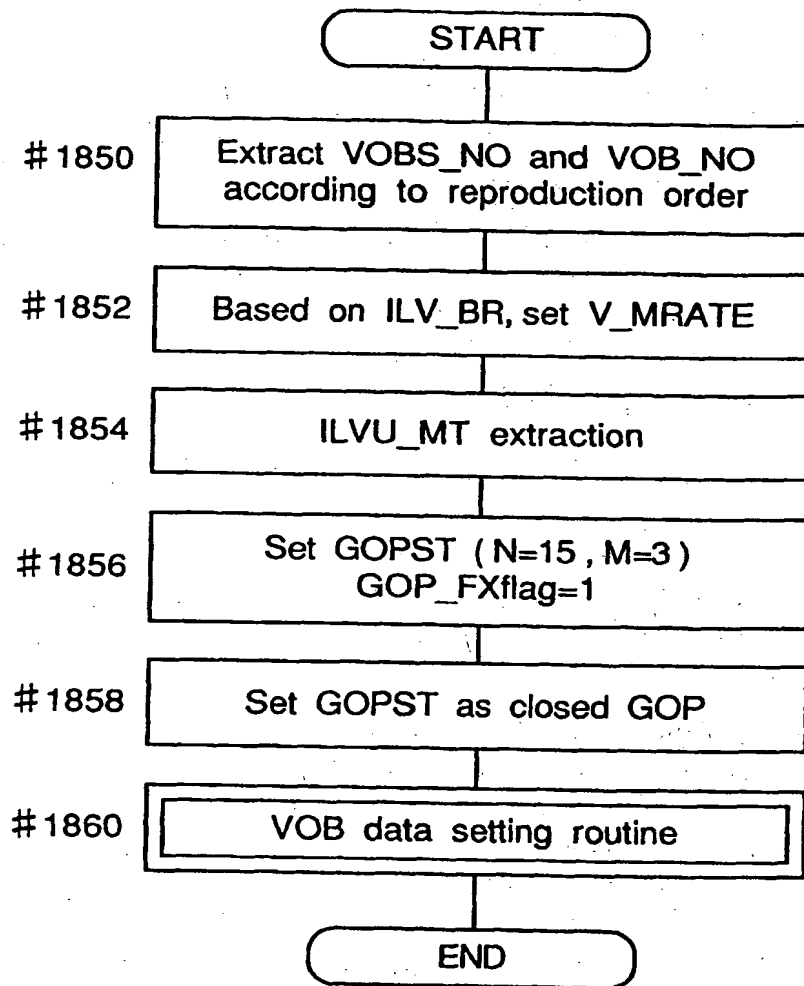 START
#1850
Extract VOBS_NO and VOB_NO
according to reproduction order
#1852
Based on ILV_BR, set V_MRATE
#1854
ILVU_MT extraction
#1856
Set GOPST (N=15, M=3)
GOP_FXflag=1
#1858
Set GOPST as closed GOP
#1860
VOB data setting routine
END